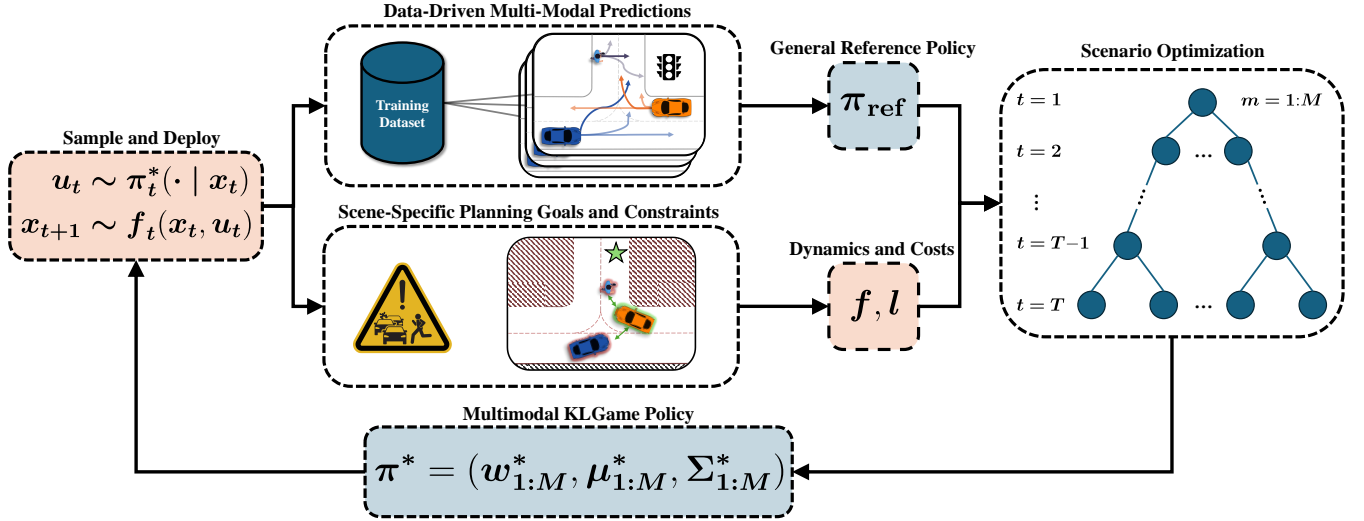 Data-Driven Multi-Modal Predictions
Training
Dataset
General Reference Policy
π_ref
Scenario Optimization
t = 1
m = 1:M
t = 2
...
⋮
t = T−1
t = T
...
Sample and Deploy
u_t ∼ π_t^*(· | x_t)
x_{t+1} ∼ f_t(x_t, u_t)
Scene-Specific Planning Goals and Constraints
Dynamics and Costs
f, l
Multimodal KLGame Policy
π^* = (w^*_{1:M}, μ^*_{1:M}, Σ^*_{1:M})